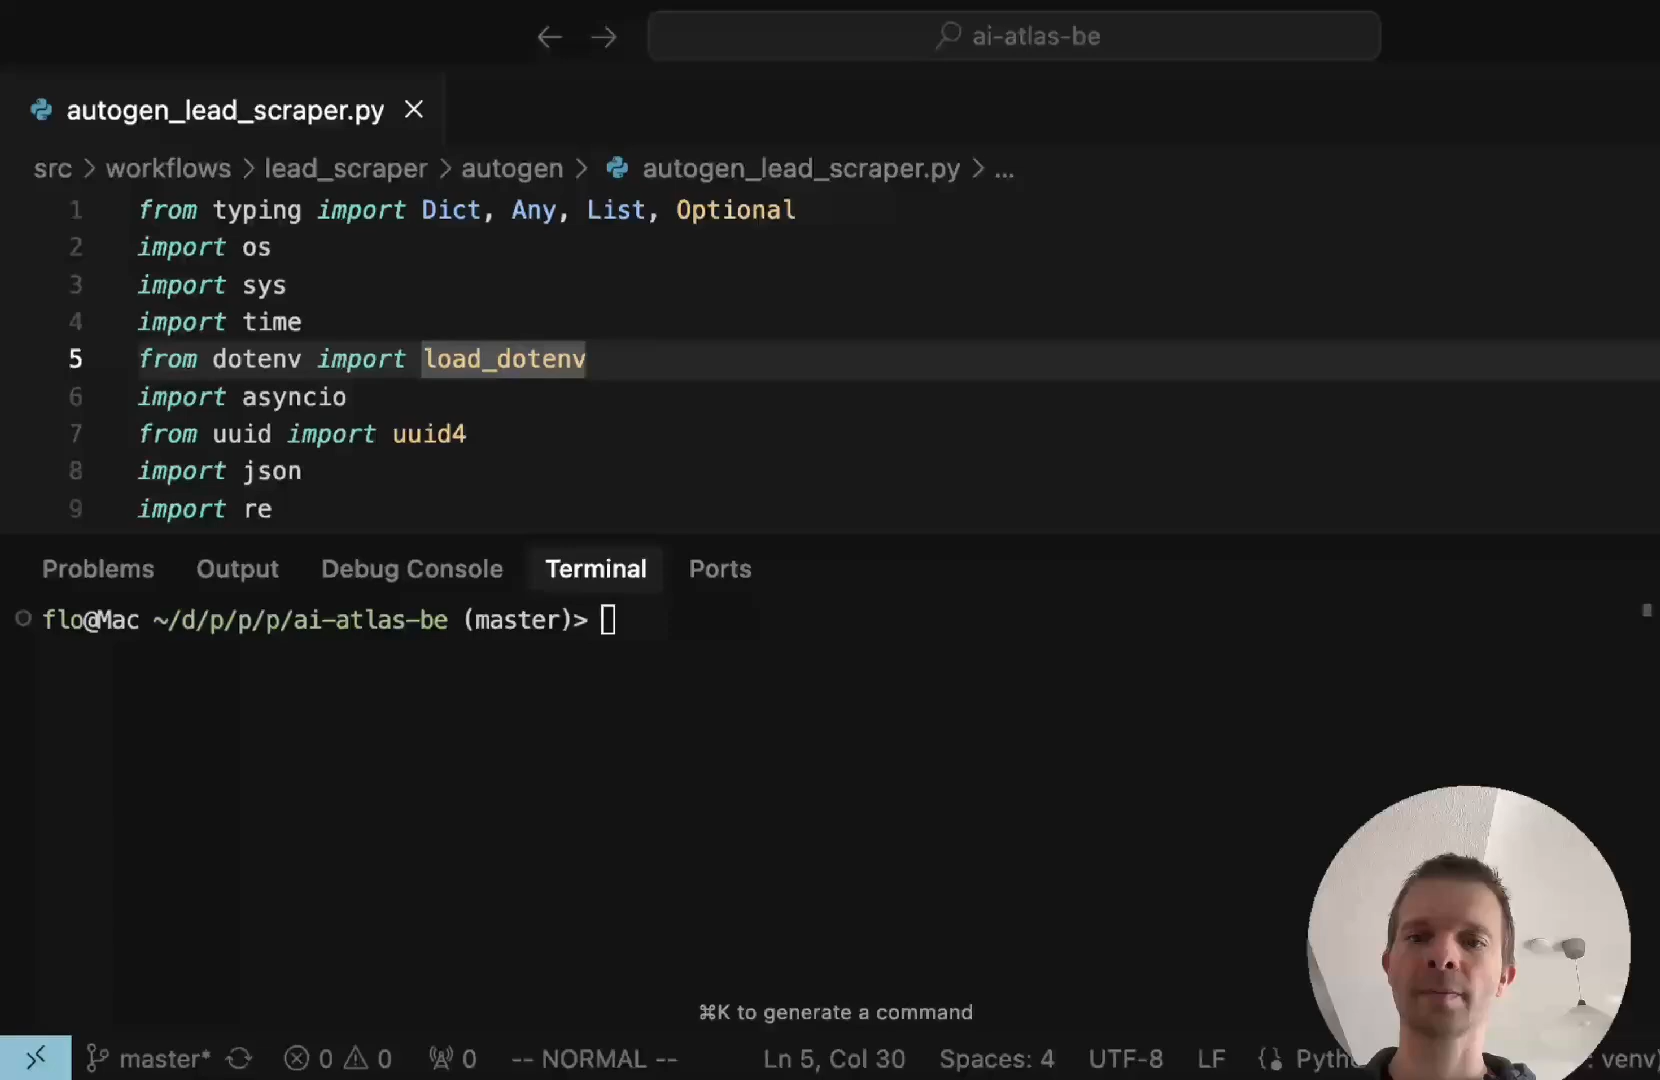 ai-atlas-be
autogen_lead_scraper.py
src > workflows > lead_scraper > autogen > autogen_lead_scraper.py > ...
1 from typing import Dict, Any, List, Optional
2 import os
3 import sys
4 import time
5 from dotenv import load_dotenv
6 import asyncio
7 from uuid import uuid4
8 import json
9 import re
Problems Output Debug Console Terminal Ports
flo@Mac ~/d/p/p/p/ai-atlas-be (master)>
⌘K to generate a command
master* 0 0 0 -- NORMAL -- Ln 5, Col 30 Spaces: 4 UTF-8 LF venv)